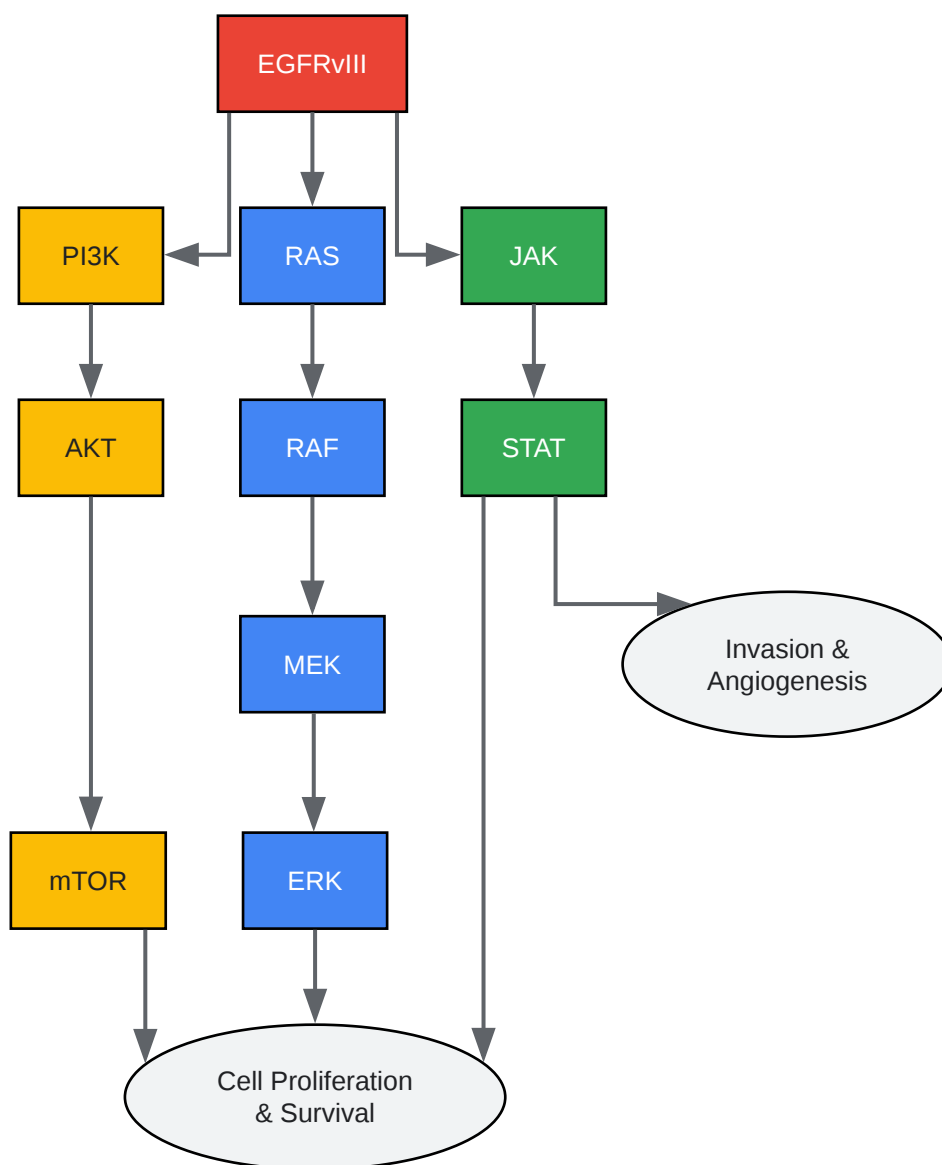 EGFRvIII
PI3K
RAS
JAK
AKT
RAF
STAT
MEK
Invasion &
Angiogenesis
mTOR
ERK
Cell Proliferation
& Survival